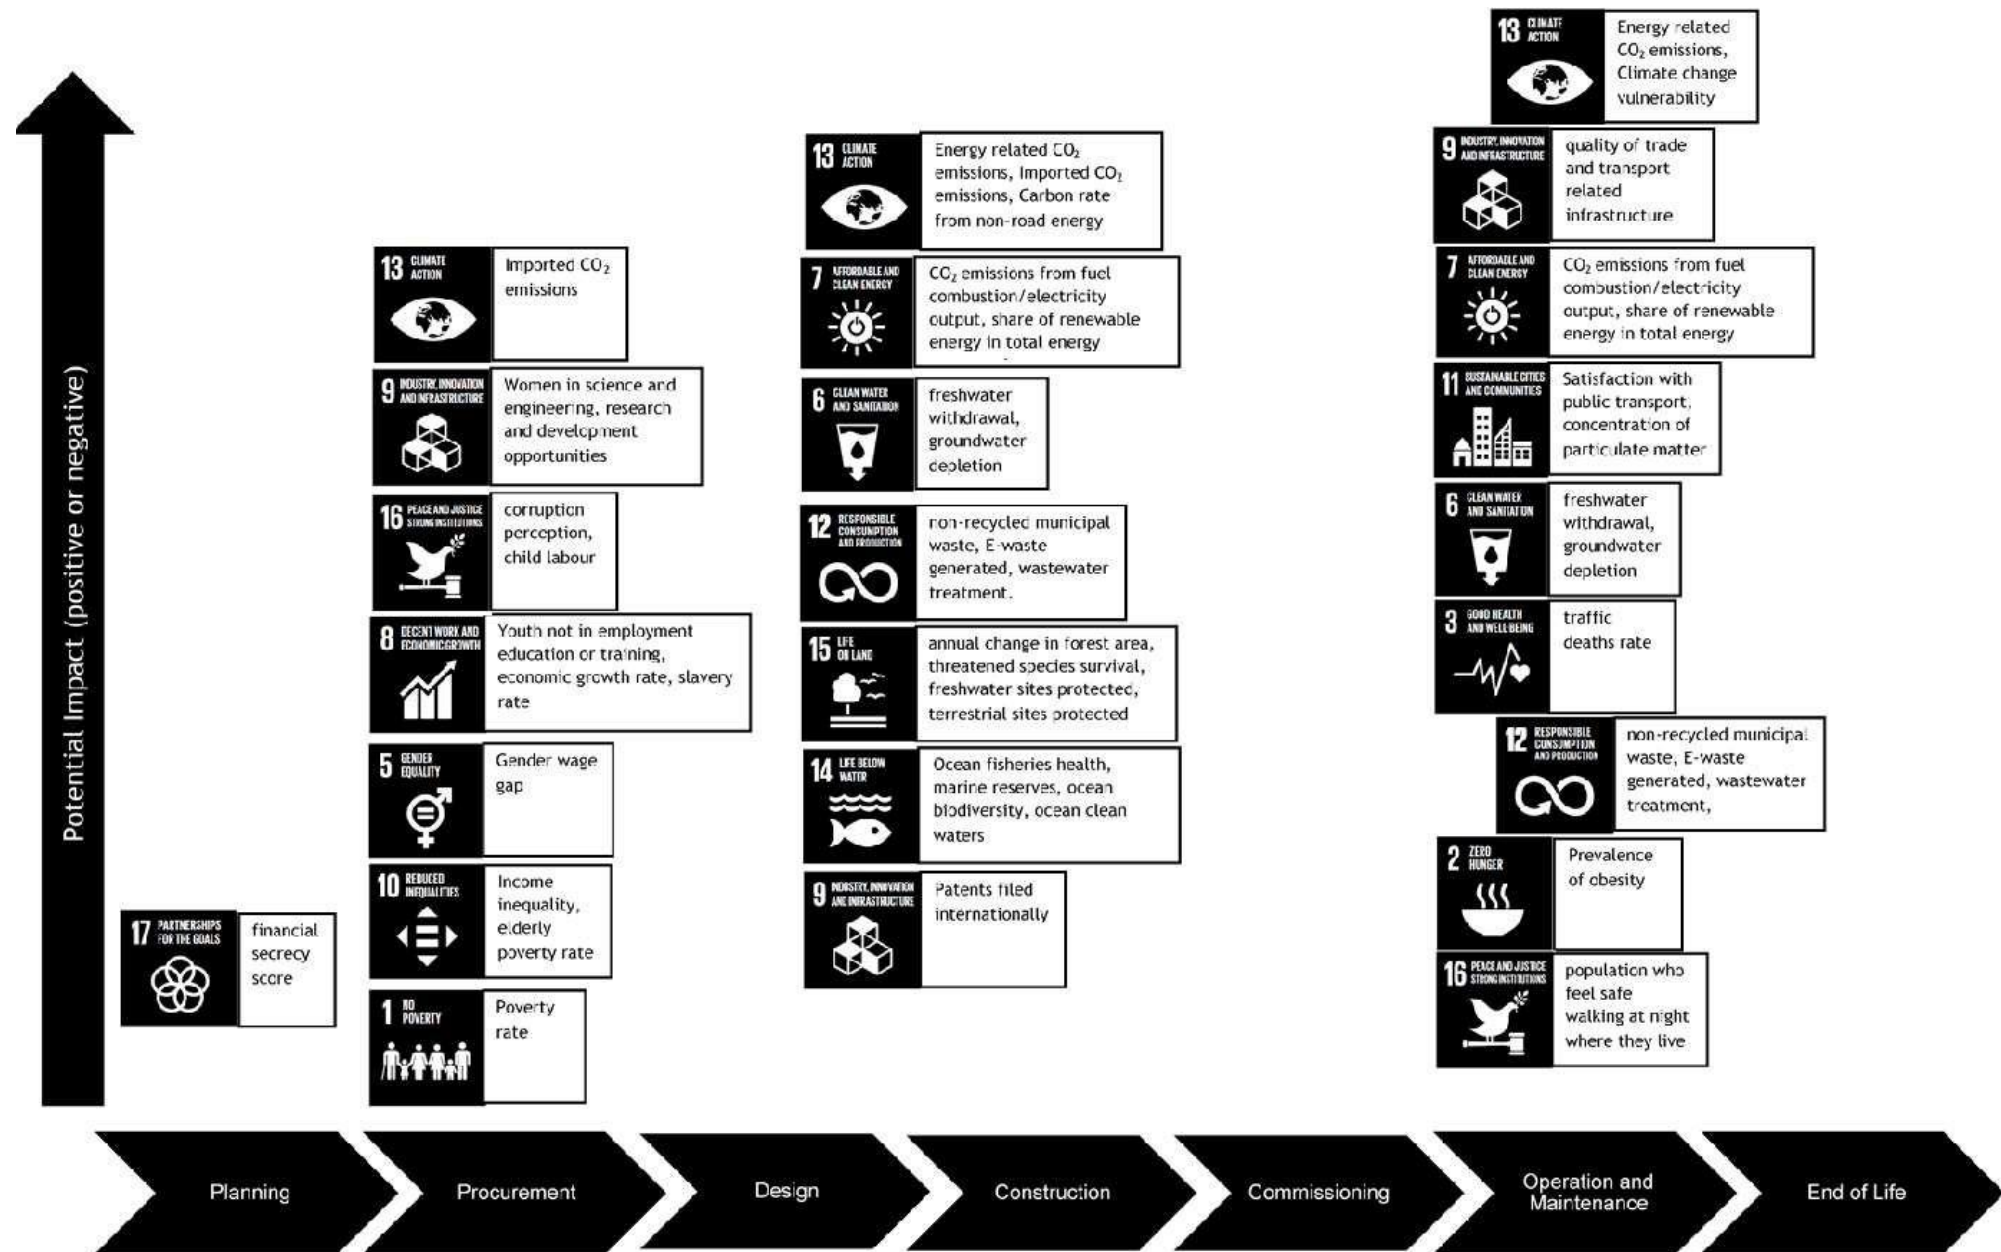 Potential Impact (positive or negative)
17 PARTNERSHIPS
FOR THE GOALS
financial
secrecy
score
13 CLIMATE
ACTION
Imported CO₂
emissions
9 INDUSTRY, INNOVATION
AND INFRASTRUCTURE
Women in science and
engineering, research
and development
opportunities
16 PEACE AND JUSTICE
STRONG INSTITUTIONS
corruption
perception,
child labour
8 DECENT WORK AND
ECONOMIC GROWTH
Youth not in employment
education or training,
economic growth rate, slavery
rate
5 GENDER
EQUALITY
Gender wage
gap
10 REDUCED
INEQUALITIES
Income
inequality,
elderly
poverty rate
1 NO
POVERTY
Poverty
rate
13 CLIMATE
ACTION
Energy related CO₂
emissions, Imported CO₂
emissions, Carbon rate
from non-road energy
7 AFFORDABLE AND
CLEAN ENERGY
CO₂ emissions from fuel
combustion/electricity
output, share of renewable
energy in total energy
6 CLEAN WATER
AND SANITATION
freshwater
withdrawal,
groundwater
depletion
12 RESPONSIBLE
CONSUMPTION
AND PRODUCTION
non-recycled municipal
waste, E-waste
generated, wastewater
treatment.
15 LIFE
ON LAND
annual change in forest area,
threatened species survival,
freshwater sites protected,
terrestrial sites protected
14 LIFE BELOW
WATER
Ocean fisheries health,
marine reserves, ocean
biodiversity, ocean clean
waters
9 INDUSTRY, INNOVATION
AND INFRASTRUCTURE
Patents filed
internationally
13 CLIMATE
ACTION
Energy related
CO₂ emissions,
Climate change
vulnerability
9 INDUSTRY, INNOVATION
AND INFRASTRUCTURE
quality of trade
and transport
related
infrastructure
7 AFFORDABLE AND
CLEAN ENERGY
CO₂ emissions from fuel
combustion/electricity
output, share of renewable
energy in total energy
11 SUSTAINABLE CITIES
AND COMMUNITIES
Satisfaction with
public transport,
concentration of
particulate matter
6 CLEAN WATER
AND SANITATION
freshwater
withdrawal,
groundwater
depletion
3 GOOD HEALTH
AND WELL-BEING
traffic
deaths rate
12 RESPONSIBLE
CONSUMPTION
AND PRODUCTION
non-recycled municipal
waste, E-waste
generated, wastewater
treatment,
2 ZERO
HUNGER
Prevalence
of obesity
16 PEACE AND JUSTICE
STRONG INSTITUTIONS
population who
feel safe
walking at night
where they live
Planning
Procurement
Design
Construction
Commissioning
Operation and
Maintenance
End of Life